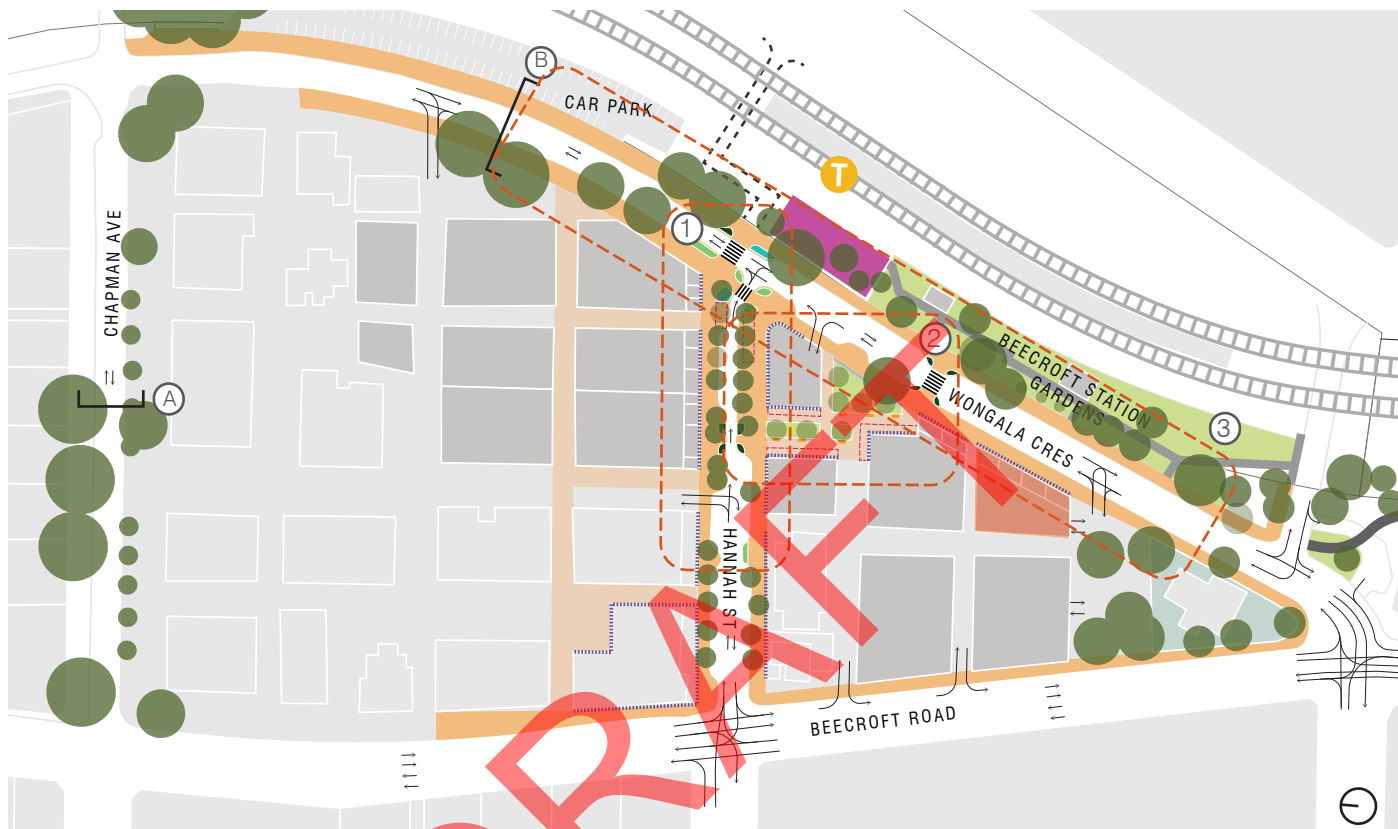 B
CAR PARK
T
1
CHAPMAN AVE
2
BEECROFT STATION
GARDENS
WONGALA CRES
3
A
HANNAH ST
BEECROFT ROAD
DRAFT